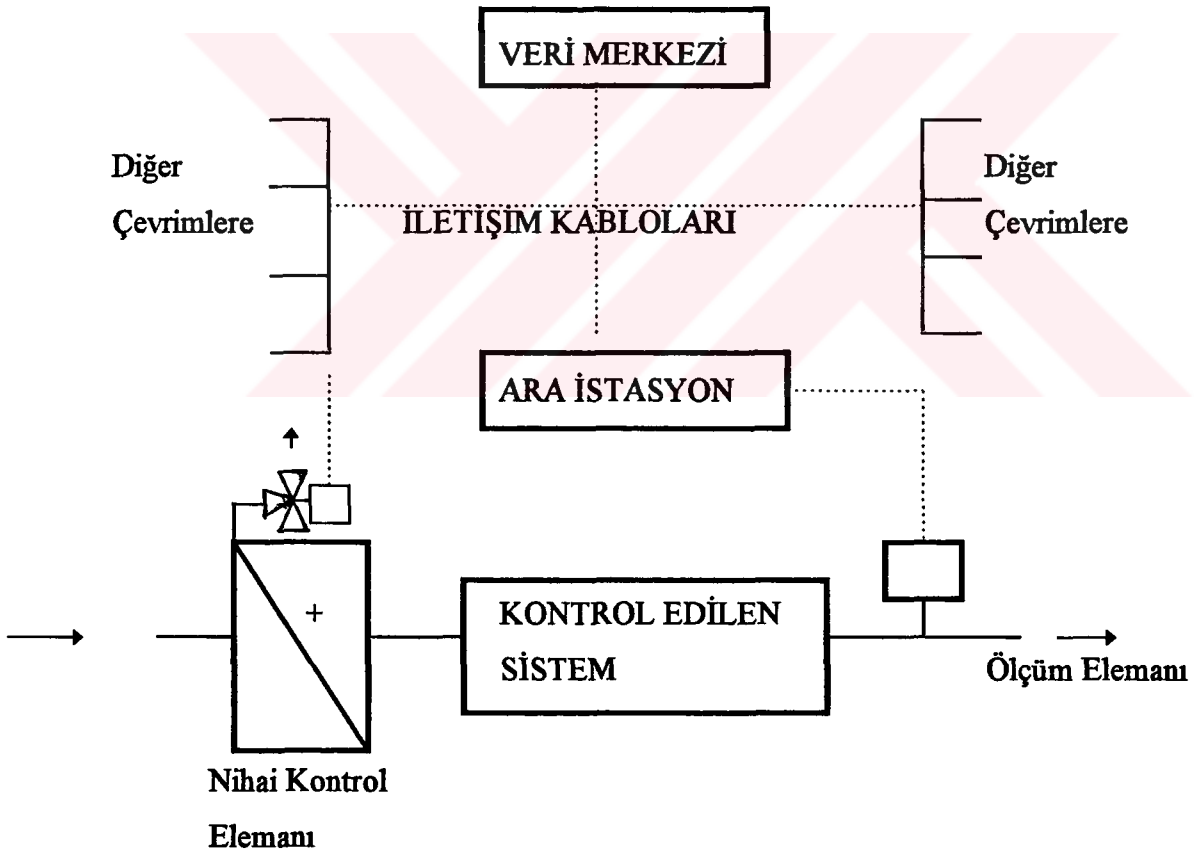 VERİ MERKEZİ
Diğer
Çevrimlere
İLETİŞİM KABLOLARI
Diğer
Çevrimlere
ARA İSTASYON
+
KONTROL EDİLEN
SİSTEM
Ölçüm Elemanı
Nihai Kontrol
Elemanı